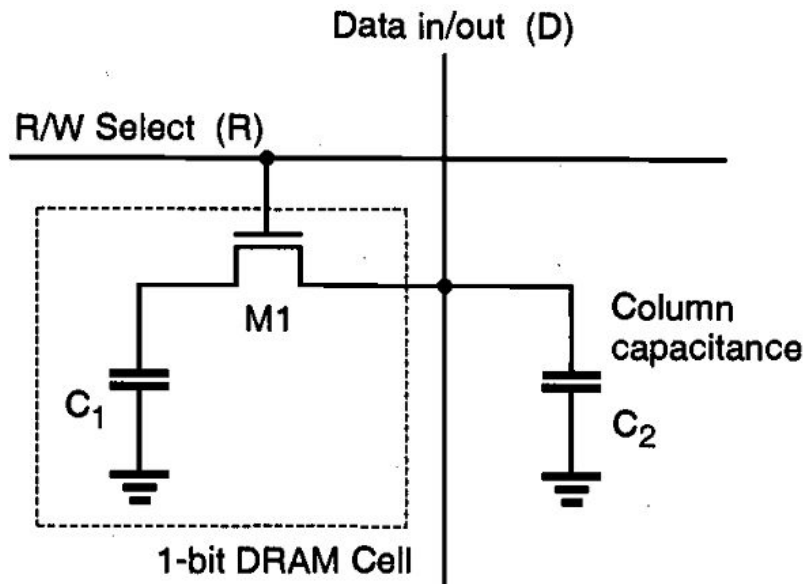 Data in/out (D)
R/W Select (R)
M1
Column
capacitance
C₁
C₂
1-bit DRAM Cell